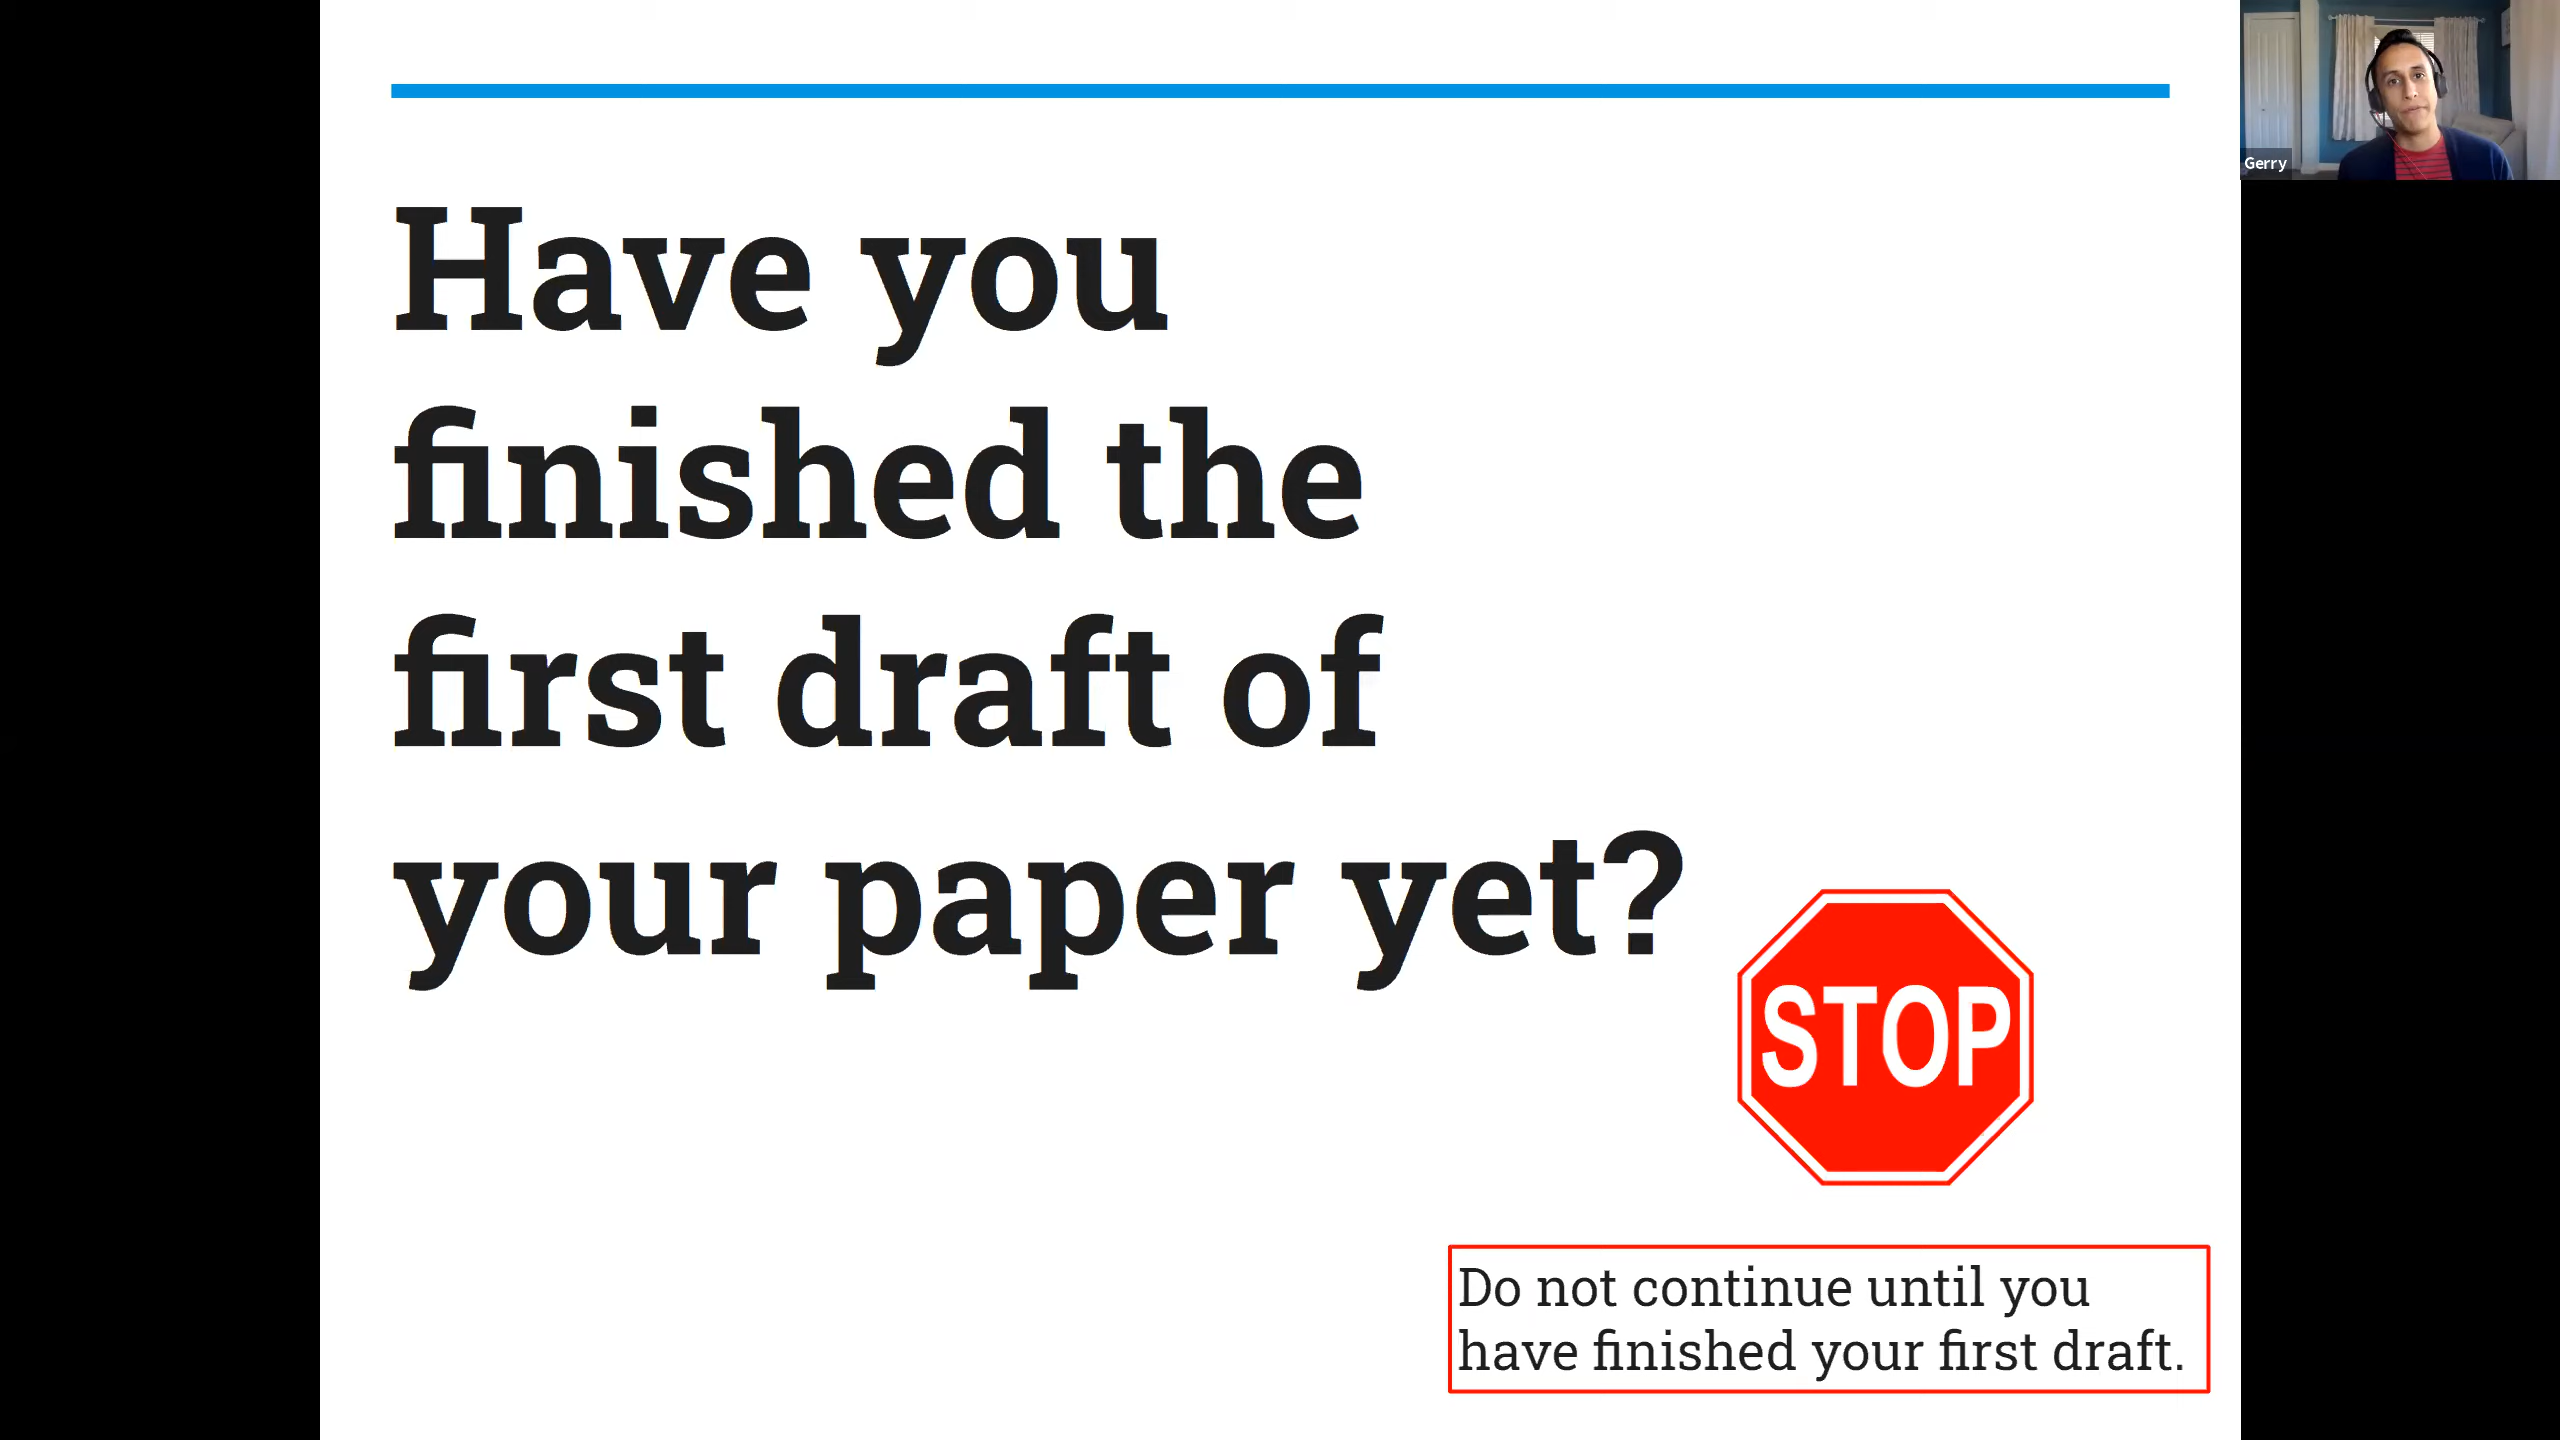 Have you
finished the
first draft of
your paper yet?
STOP
Do not continue until you
have finished your first draft.
Gerry